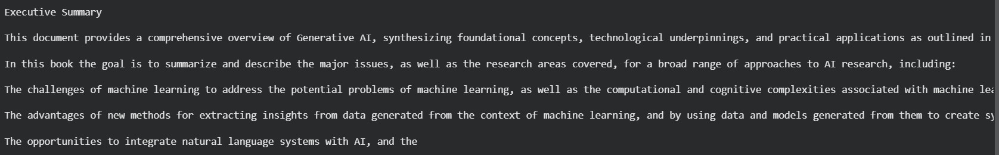 Executive Summary
This document provides a comprehensive overview of Generative AI, synthesizing foundational concepts, technological underpinnings, and practical applications as outlined in
In this book the goal is to summarize and describe the major issues, as well as the research areas covered, for a broad range of approaches to AI research, including:
The challenges of machine learning to address the potential problems of machine learning, as well as the computational and cognitive complexities associated with machine
The advantages of new methods for extracting insights from data generated from the context of machine learning, and by using data and models generated from them to create
The opportunities to integrate natural language systems with AI, and the